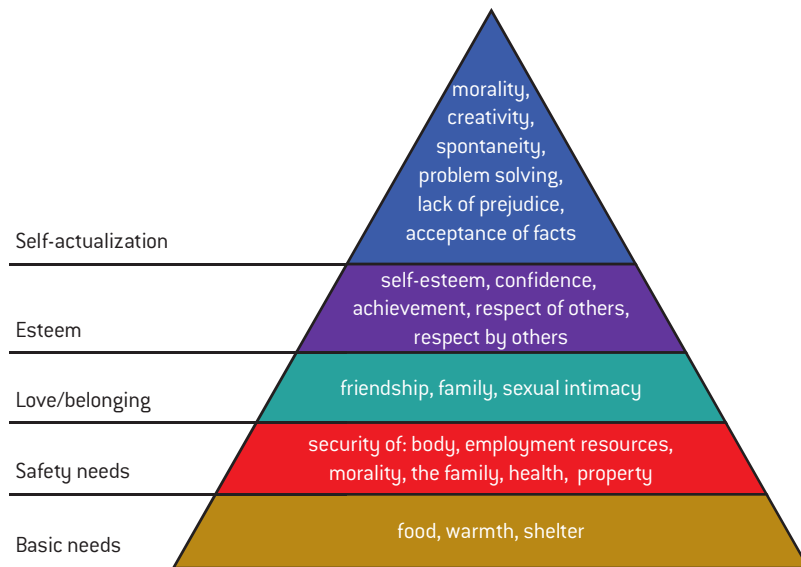 morality,
creativity,
spontaneity,
problem solving,
lack of prejudice,
acceptance of facts
Self-actualization
self-esteem, confidence,
achievement, respect of others,
respect by others
Esteem
friendship, family, sexual intimacy
Love/belonging
security of: body, employment resources,
morality, the family, health, property
Safety needs
food, warmth, shelter
Basic needs